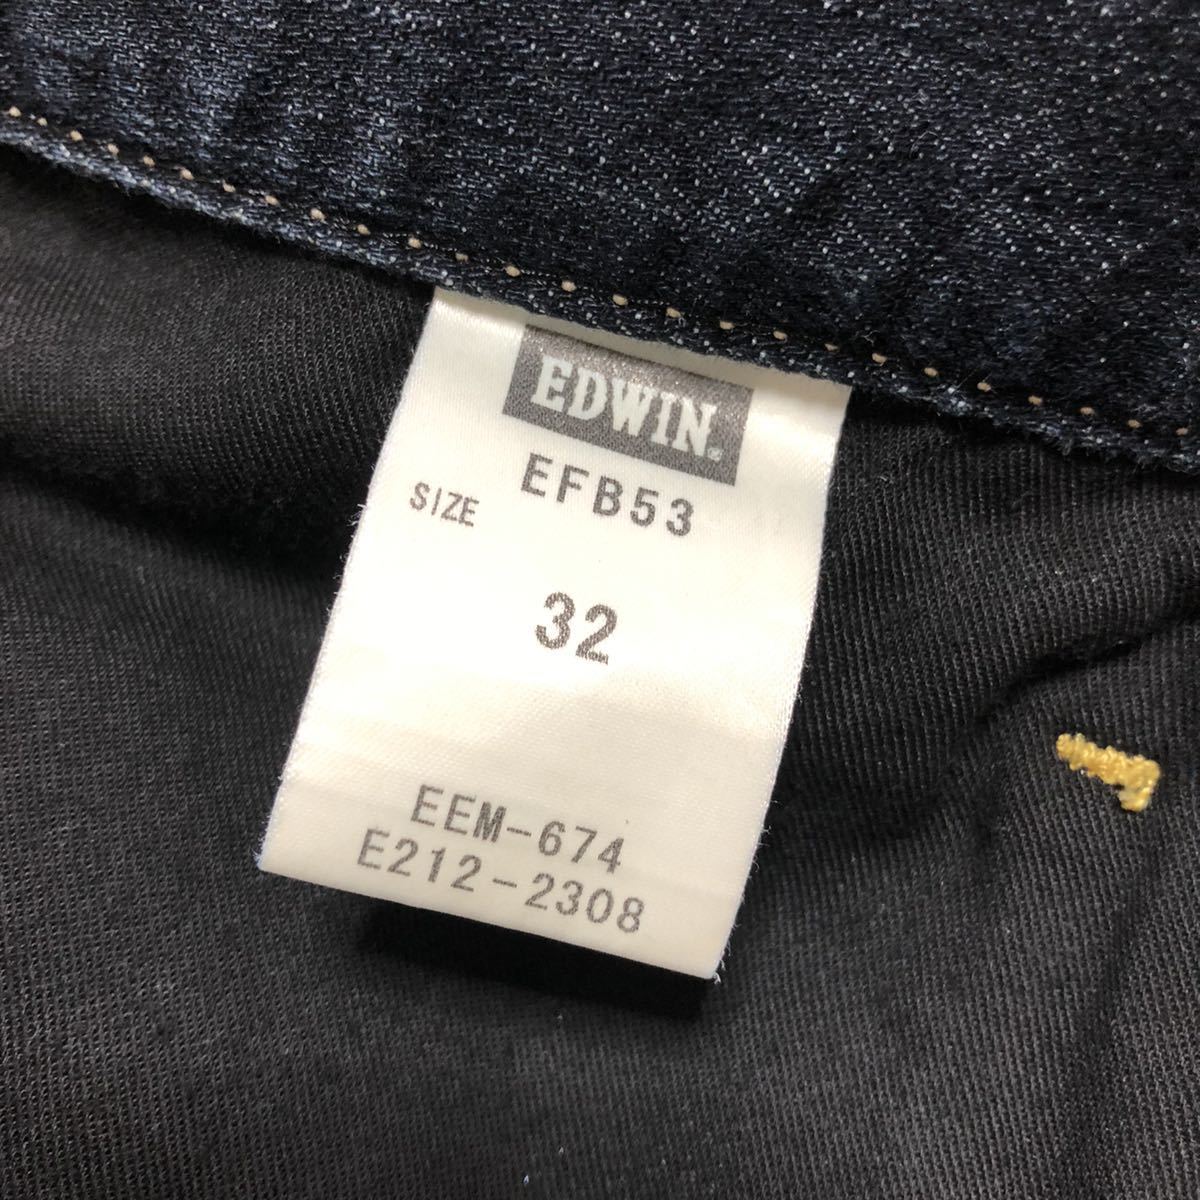 EDWIN.
EFB53
SIZE
32
EEM-674
E212-2308